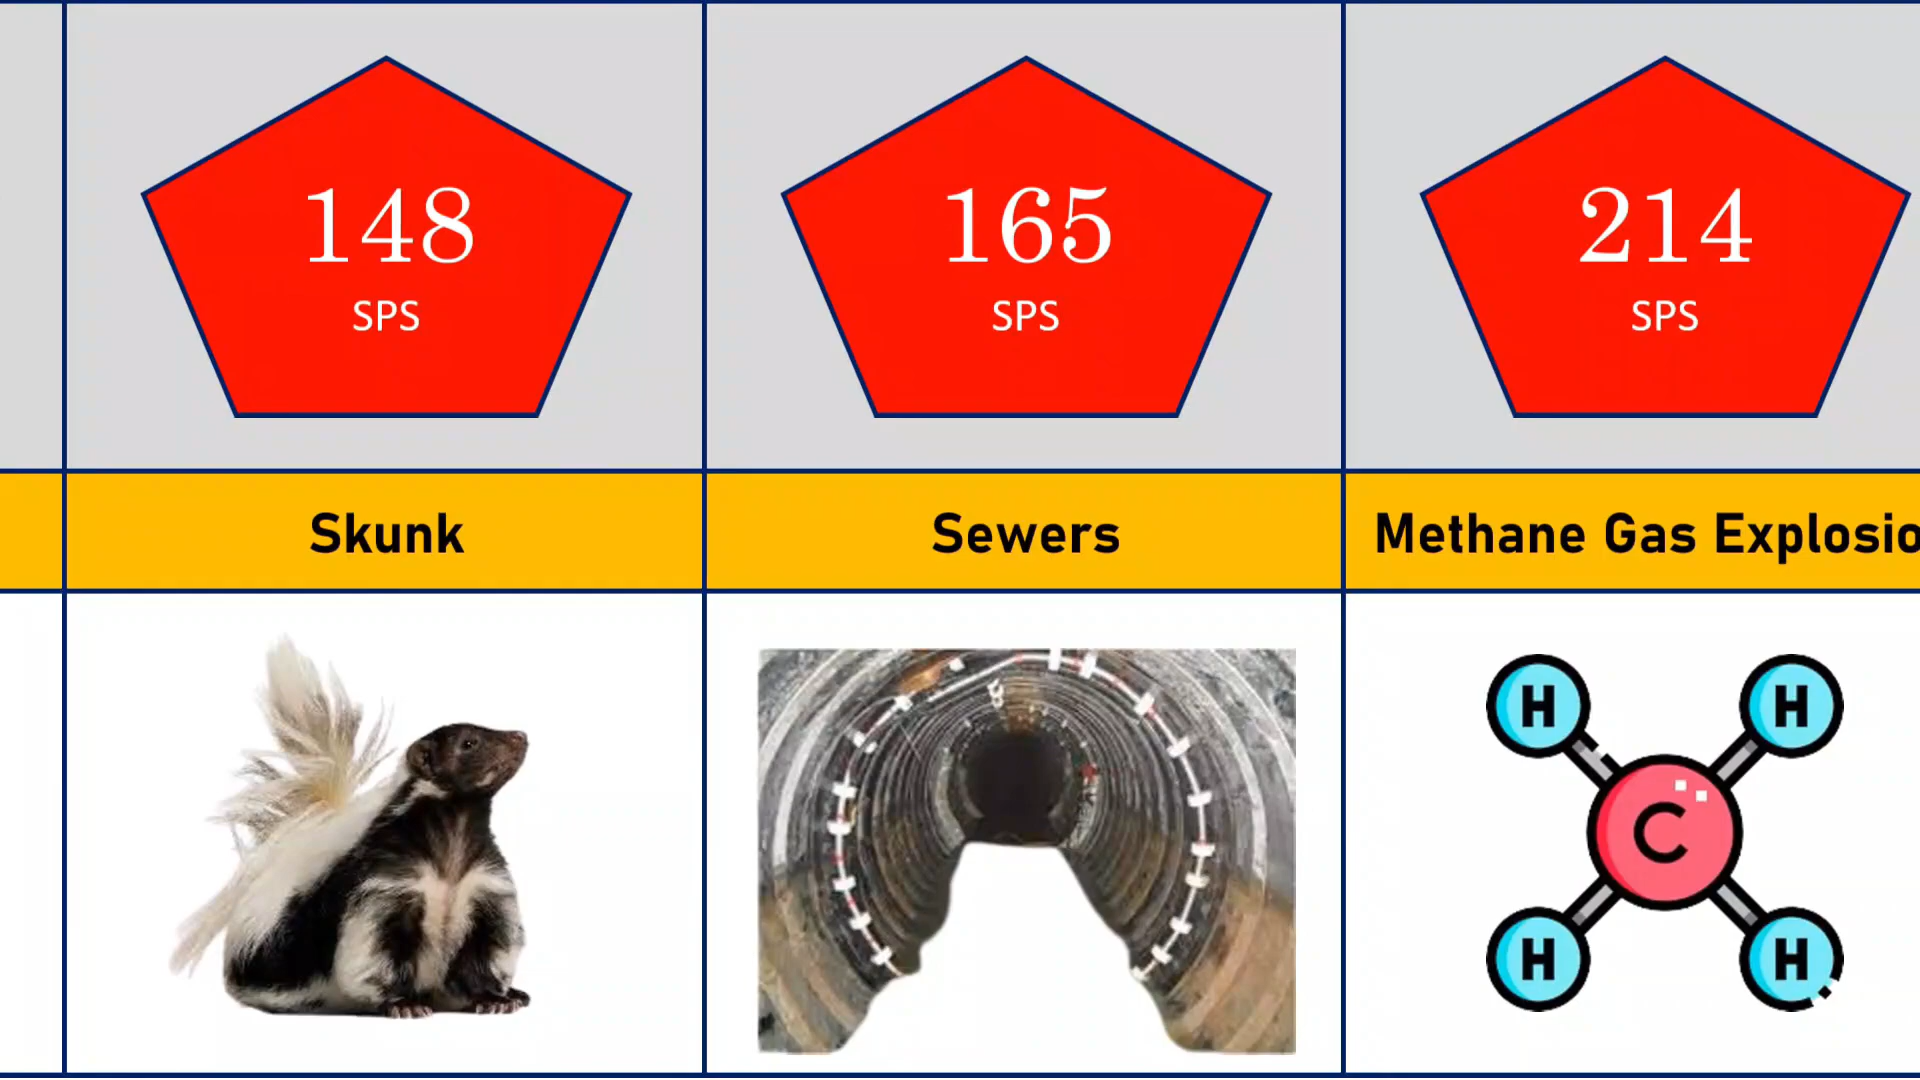 148
SPS
165
SPS
214
SPS
Skunk
Sewers
Methane Gas Explosio
H
H
C
H
H